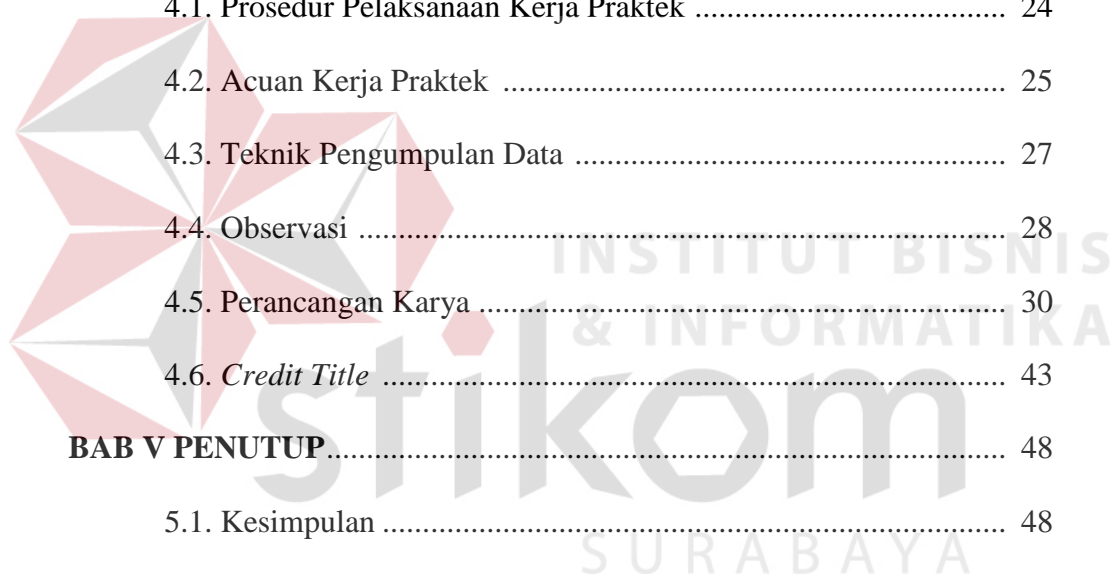 4.1. Prosedur Pelaksanaan Kerja Praktek ....................................... 24
4.2. Acuan Kerja Praktek ............................................................... 25
4.3. Teknik Pengumpulan Data ...................................................... 27
4.4. Observasi ................................................................................. 28
INSTITUT BISNIS
4.5. Perancangan Karya .................................................................. 30
& INFORMATIKA
4.6. Credit Title .............................................................................. 43
stikom
BAB V PENUTUP..................................................................................... 48
5.1. Kesimpulan .............................................................................. 48
SURABAYA